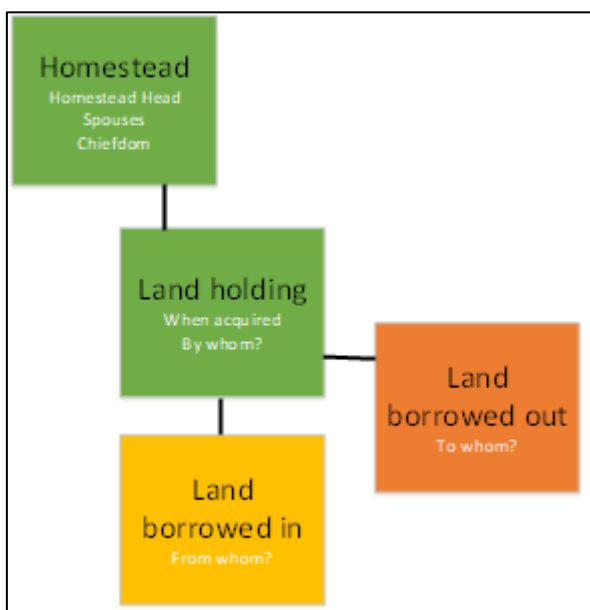 Homestead
Homestead Head
Spouses
Chiefdom
Land holding
When acquired
By whom?
Land
borrowed out
To whom?
Land
borrowed in
From whom?